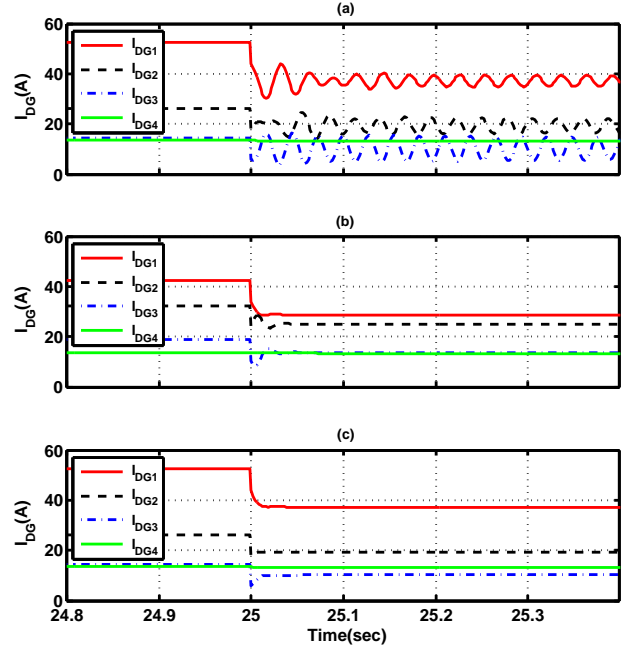 (a)
60
40
20
0
I_DG(A)
I_DG1
I_DG2
I_DG3
I_DG4
(b)
60
40
20
0
I_DG(A)
I_DG1
I_DG2
I_DG3
I_DG4
(c)
60
40
20
0
I_DG(A)
I_DG1
I_DG2
I_DG3
I_DG4
24.8 24.9 25 25.1 25.2 25.3
Time(sec)